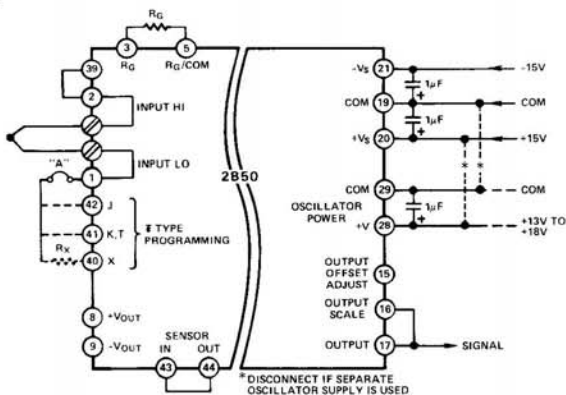 RG
3
5
RG
RG/COM
39
2
INPUT HI
INPUT LO
"A"
1
42
J
41
K,T
TYPE
PROGRAMMING
RX
40
X
8
+VOUT
9
-VOUT
SENSOR
IN
OUT
43
44
2B50
21
-VS
-15V
1µF
+
19
COM
COM
1µF
+
20
+VS
+15V
*
*
29
COM
COM
OSCILLATOR
POWER
1µF
+
28
+V
+13V TO
+18V
OUTPUT
OFFSET
ADJUST
15
OUTPUT
SCALE
16
OUTPUT
17
SIGNAL
*DISCONNECT IF SEPARATE
OSCILLATOR SUPPLY IS USED